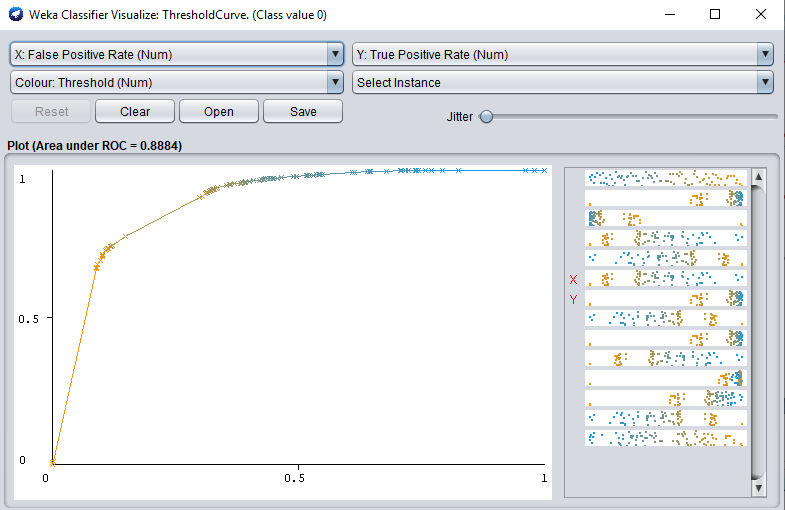 Weka Classifier Visualize: ThresholdCurve. (Class value 0)
X: False Positive Rate (Num) Y: True Positive Rate (Num)
Colour: Threshold (Num) Select Instance
Reset Clear Open Save Jitter
Plot (Area under ROC = 0.8884)
1
X
Y
0.5
0
0 0.5 1